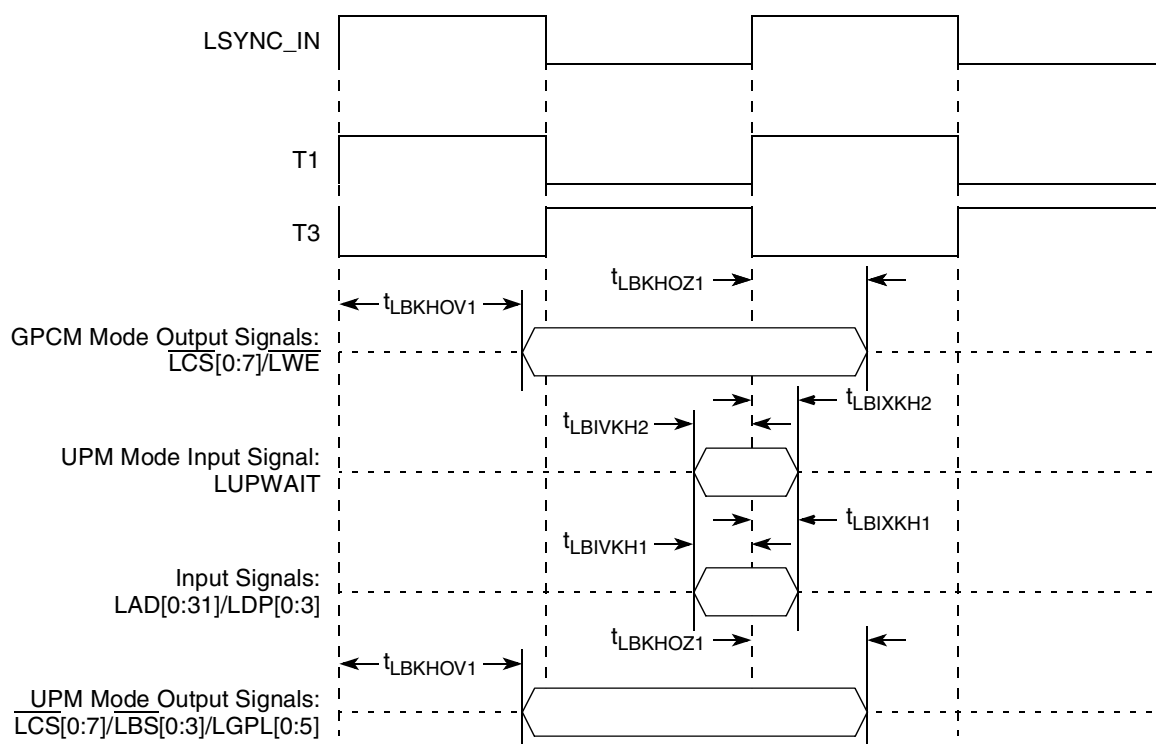 LSYNC_IN
T1
T3
tLBKHOZ1
tLBKHOV1
GPCM Mode Output Signals:
LCS[0:7]/LWE
tLBIXKH2
tLBIVKH2
UPM Mode Input Signal:
LUPWAIT
tLBIXKH1
tLBIVKH1
Input Signals:
LAD[0:31]/LDP[0:3]
tLBKHOZ1
tLBKHOV1
UPM Mode Output Signals:
LCS[0:7]/LBS[0:3]/LGPL[0:5]